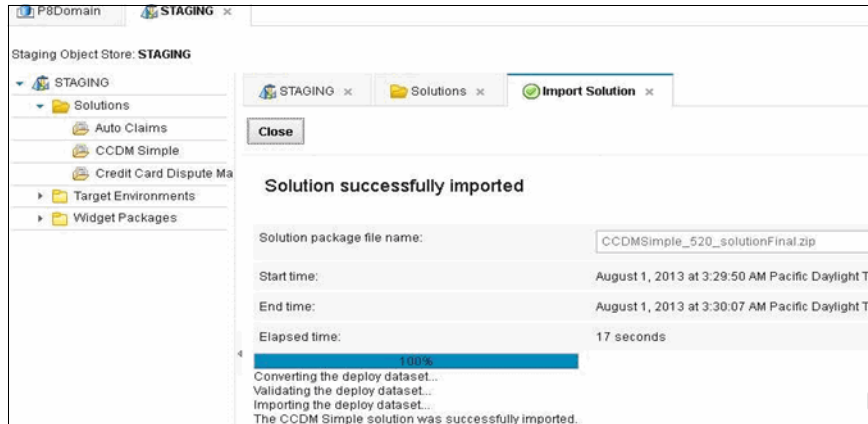 P8Domain STAGING ×
Staging Object Store: STAGING
STAGING
Solutions
Auto Claims
CCDM Simple
Credit Card Dispute Ma
Target Environments
Widget Packages
STAGING × Solutions × Import Solution ×
Close
Solution successfully imported
Solution package file name: CCDMSimple_520_solutionFinal.zip
Start time: August 1, 2013 at 3:29:50 AM Pacific Daylight T
End time: August 1, 2013 at 3:30:07 AM Pacific Daylight T
Elapsed time: 17 seconds
100%
Converting the deploy dataset...
Validating the deploy dataset...
Importing the deploy dataset...
The CCDM Simple solution was successfully imported.